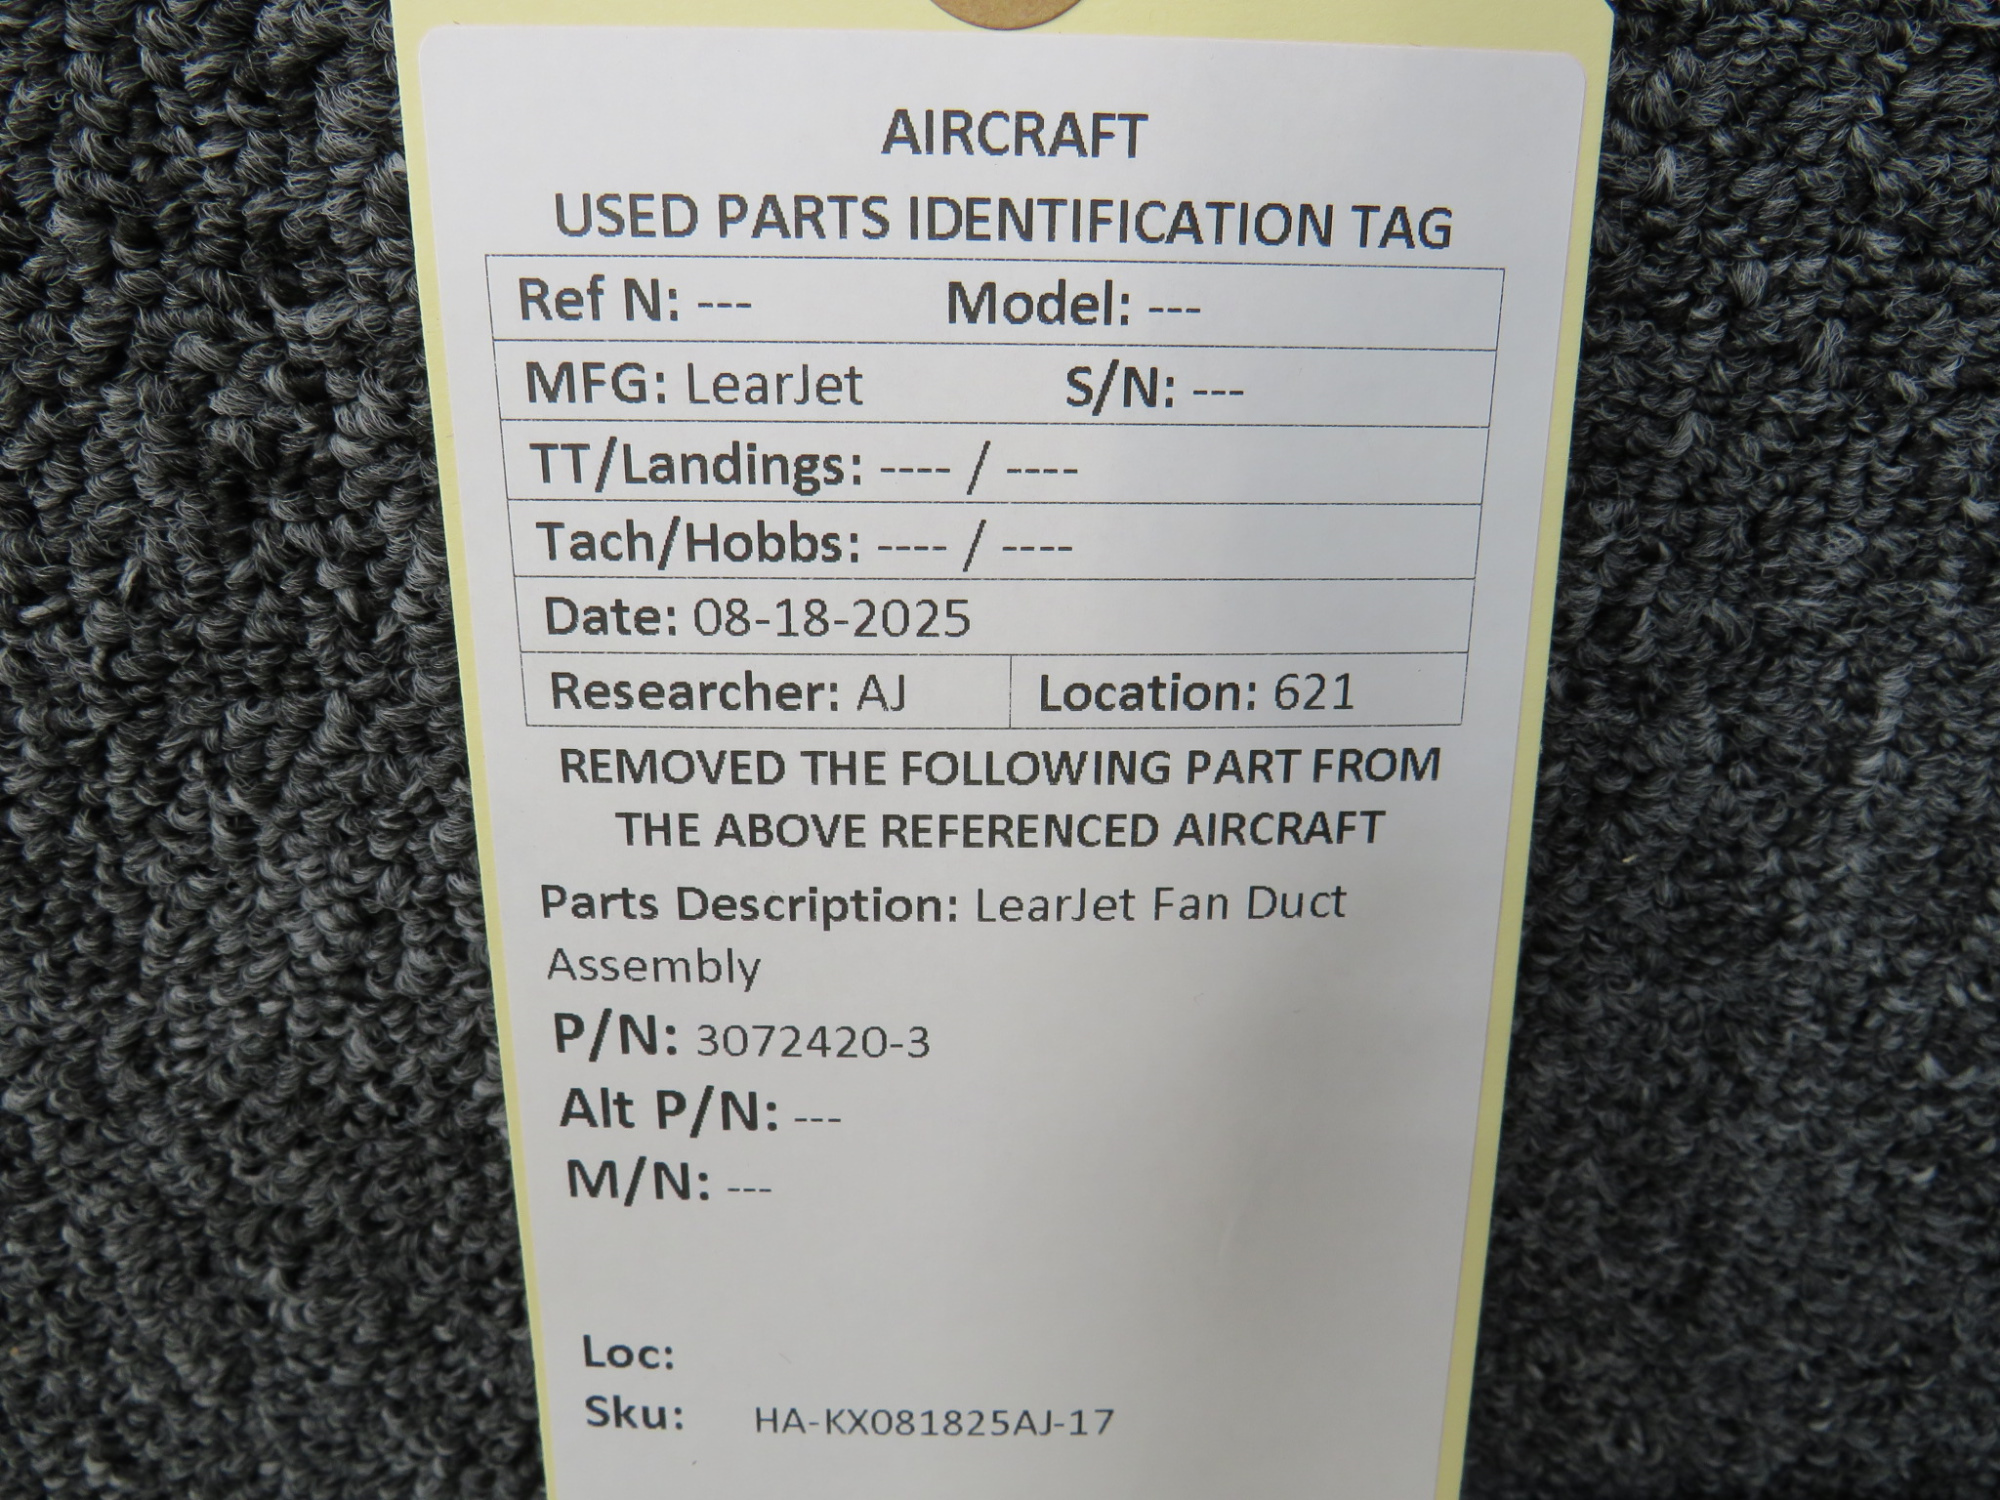 AIRCRAFT
USED PARTS IDENTIFICATION TAG
Ref N: --- Model: ---
MFG: LearJet S/N: ---
TT/Landings: ---- / ----
Tach/Hobbs: ---- / ----
Date: 08-18-2025
Researcher: AJ Location: 621
REMOVED THE FOLLOWING PART FROM
THE ABOVE REFERENCED AIRCRAFT
Parts Description: LearJet Fan Duct
Assembly
P/N: 3072420-3
Alt P/N: ---
M/N: ---
Loc:
Sku: HA-KX081825AJ-17